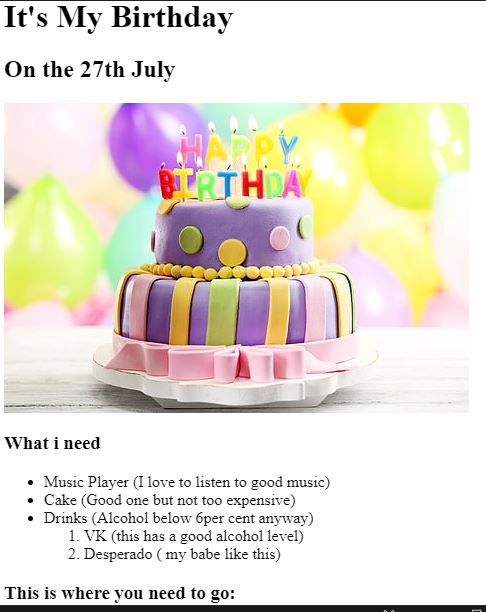 It's My Birthday
On the 27th July
HAPPY
BIRTHDAY
What i need
Music Player (I love to listen to good music)
Cake (Good one but not too expensive)
Drinks (Alcohol below 6per cent anyway)
1. VK (this has a good alcohol level)
2. Desperado ( my babe like this)
This is where you need to go: